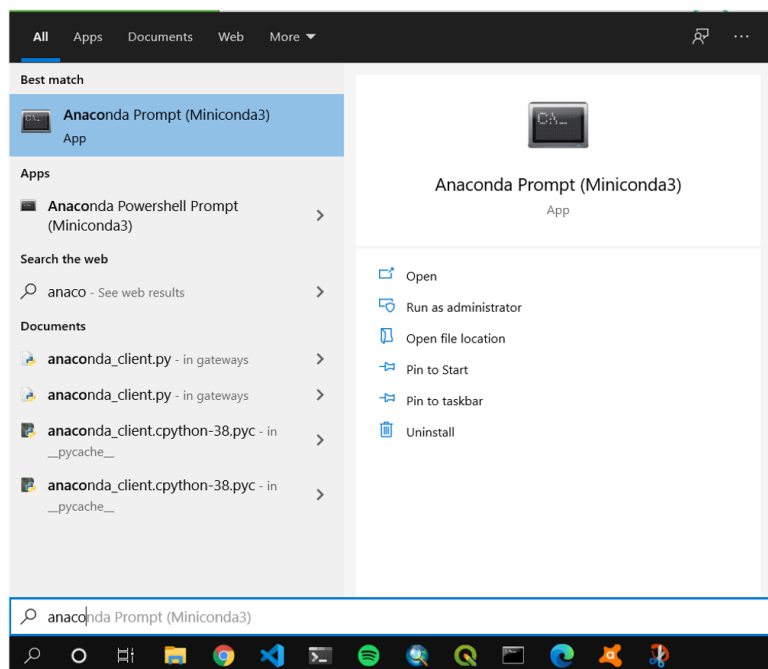 All Apps Documents Web More
Best match
Anaconda Prompt (Miniconda3)
App
Apps
Anaconda Powershell Prompt
(Miniconda3)
Search the web
anaco - See web results
Documents
anaconda_client.py - in gateways
anaconda_client.py - in gateways
anaconda_client.cpython-38.pyc - in
__pycache__
anaconda_client.cpython-38.pyc - in
__pycache__
Anaconda Prompt (Miniconda3)
App
Open
Run as administrator
Open file location
Pin to Start
Pin to taskbar
Uninstall
anaconda Prompt (Miniconda3)